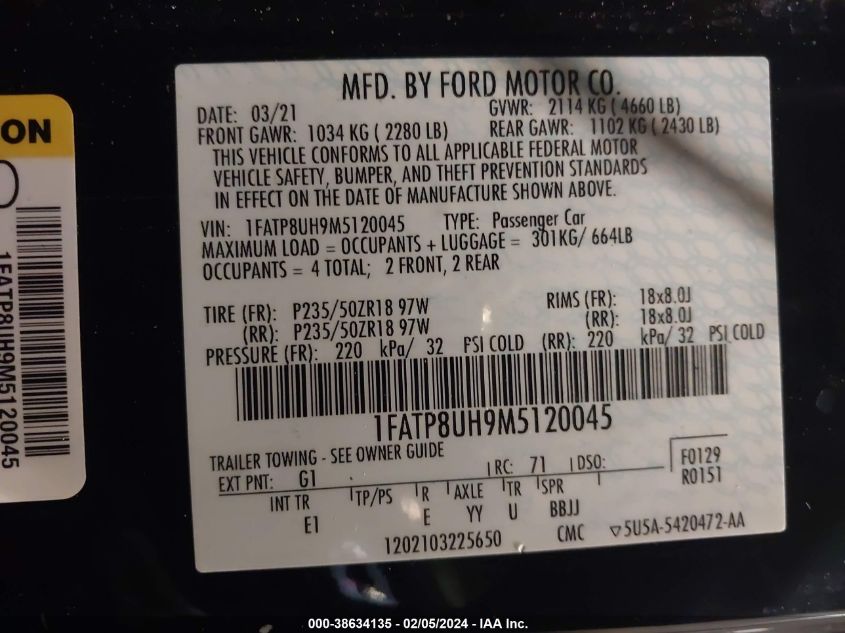 ON
1FATP8UH9M5120045
MFD. BY FORD MOTOR CO.
DATE: 03/21 GVWR: 2114 KG ( 4660 LB)
FRONT GAWR: 1034 KG ( 2280 LB) REAR GAWR: 1102 KG ( 2430 LB)
THIS VEHICLE CONFORMS TO ALL APPLICABLE FEDERAL MOTOR
VEHICLE SAFETY, BUMPER, AND THEFT PREVENTION STANDARDS
IN EFFECT ON THE DATE OF MANUFACTURE SHOWN ABOVE.
VIN: 1FATP8UH9M5120045 TYPE: Passenger Car
MAXIMUM LOAD = OCCUPANTS + LUGGAGE = 301KG/ 664LB
OCCUPANTS = 4 TOTAL; 2 FRONT, 2 REAR
TIRE (FR): P235/50ZR18 97W RIMS (FR): 18x8.0J
(RR): P235/50ZR18 97W (RR): 18x8.0J
PRESSURE (FR): 220 kPa/ 32 PSI COLD (RR): 220 kPa/ 32 PSI COLD
1FATP8UH9M5120045
TRAILER TOWING - SEE OWNER GUIDE
EXT PNT: G1 RC: 71 DSO: F0129
R0151
INT TR TP/PS R AXLE TR SPR
E1 E YY U BBJJ
1202103225650 CMC ▽5U5A-5420472-AA
000-38634135 - 02/05/2024 - IAA Inc.